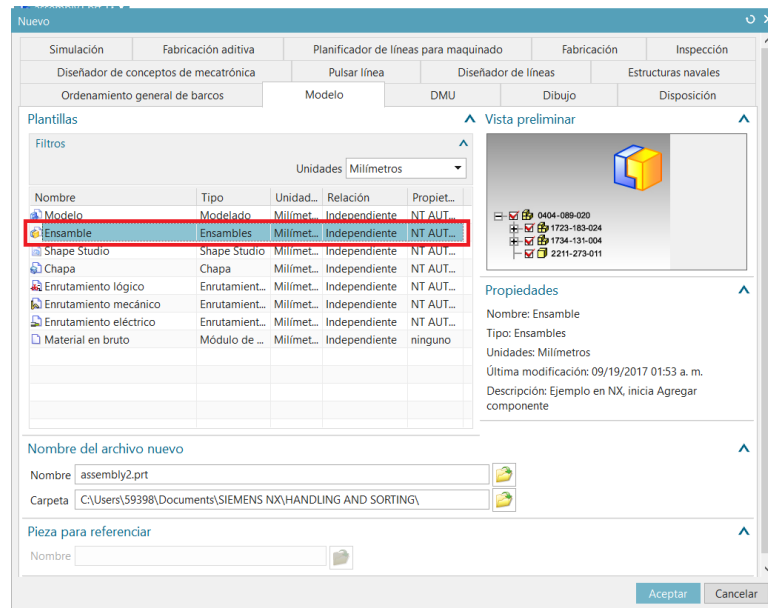 Nuevo
Simulación Fabricación aditiva Planificador de líneas para maquinado Fabricación Inspección
Diseñador de conceptos de mecatrónica Pulsar línea Diseñador de líneas Estructuras navales
Ordenamiento general de barcos Modelo DMU Dibujo Disposición
Plantillas
Filtros
Unidades Milímetros
Nombre Tipo Unidad... Relación Propiet...
Modelo Modelado Milímet... Independiente NT AUT...
Ensamble Ensambles Milímet... Independiente NT AUT...
Shape Studio Shape Studio Milímet... Independiente NT AUT...
Chapa Chapa Milímet... Independiente NT AUT...
Enrutamiento lógico Enrutamient... Milímet... Independiente NT AUT...
Enrutamiento mecánico Enrutamient... Milímet... Independiente NT AUT...
Enrutamiento eléctrico Enrutamient... Milímet... Independiente NT AUT...
Material en bruto Módulo de ... Milímet... Independiente ninguno
Vista preliminar
0404-089-020
1723-183-024
1734-131-004
2211-273-011
Propiedades
Nombre: Ensamble
Tipo: Ensambles
Unidades: Milímetros
Última modificación: 09/19/2017 01:53 a. m.
Descripción: Ejemplo en NX, inicia Agregar
componente
Nombre del archivo nuevo
Nombre assembly2.prt
Carpeta C:\Users\59398\Documents\SIEMENS NX\HANDLING AND SORTING\
Pieza para referenciar
Nombre
Aceptar Cancelar